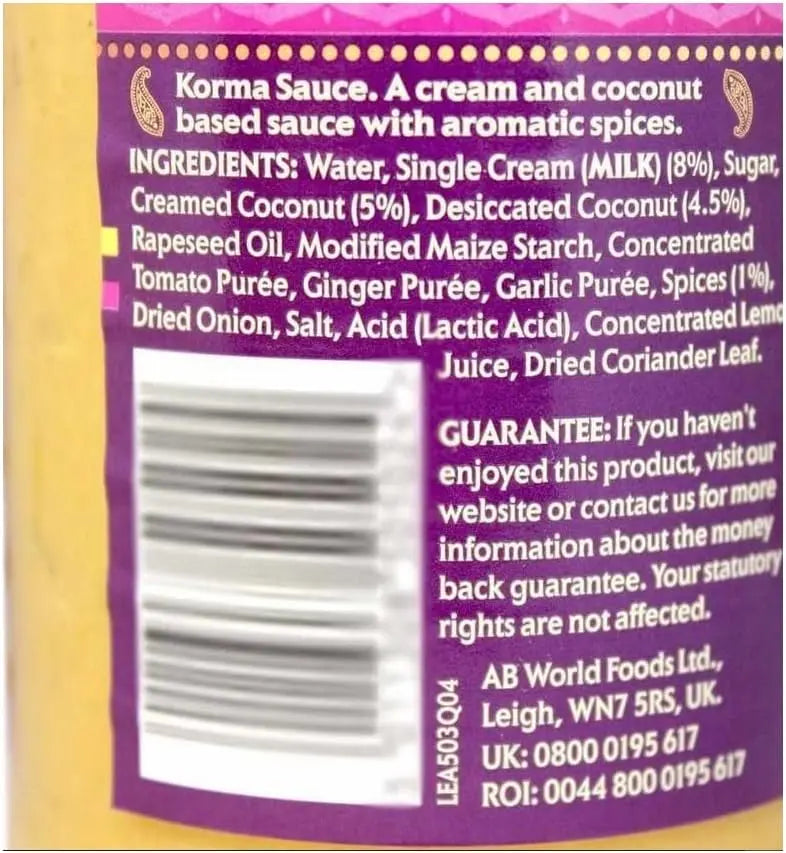 Korma Sauce. A cream and coconut
based sauce with aromatic spices.
INGREDIENTS: Water, Single Cream (MILK) (8%), Sugar,
Creamed Coconut (5%), Desiccated Coconut (4.5%),
Rapeseed Oil, Modified Maize Starch, Concentrated
Tomato Purée, Ginger Purée, Garlic Purée, Spices (1%),
Dried Onion, Salt, Acid (Lactic Acid), Concentrated Lemo
Juice, Dried Coriander Leaf.
GUARANTEE: If you haven't
enjoyed this product, visit our
website or contact us for more
information about the money
back guarantee. Your statutory
rights are not affected.
AB World Foods Ltd.,
Leigh, WN7 5RS, UK.
UK: 0800 0195 617
ROI: 0044 800 0195 617
LEA503Q04